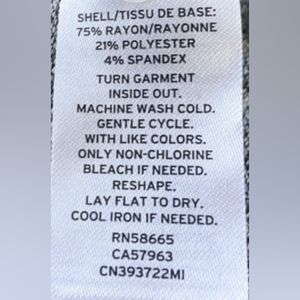 SHELL/TISSU DE BASE:
75% RAYON/RAYONNE
21% POLYESTER
4% SPANDEX
TURN GARMENT
INSIDE OUT.
MACHINE WASH COLD.
GENTLE CYCLE.
WITH LIKE COLORS.
ONLY NON-CHLORINE
BLEACH IF NEEDED.
RESHAPE.
LAY FLAT TO DRY.
COOL IRON IF NEEDED.
RN58665
CA57963
CN393722MI